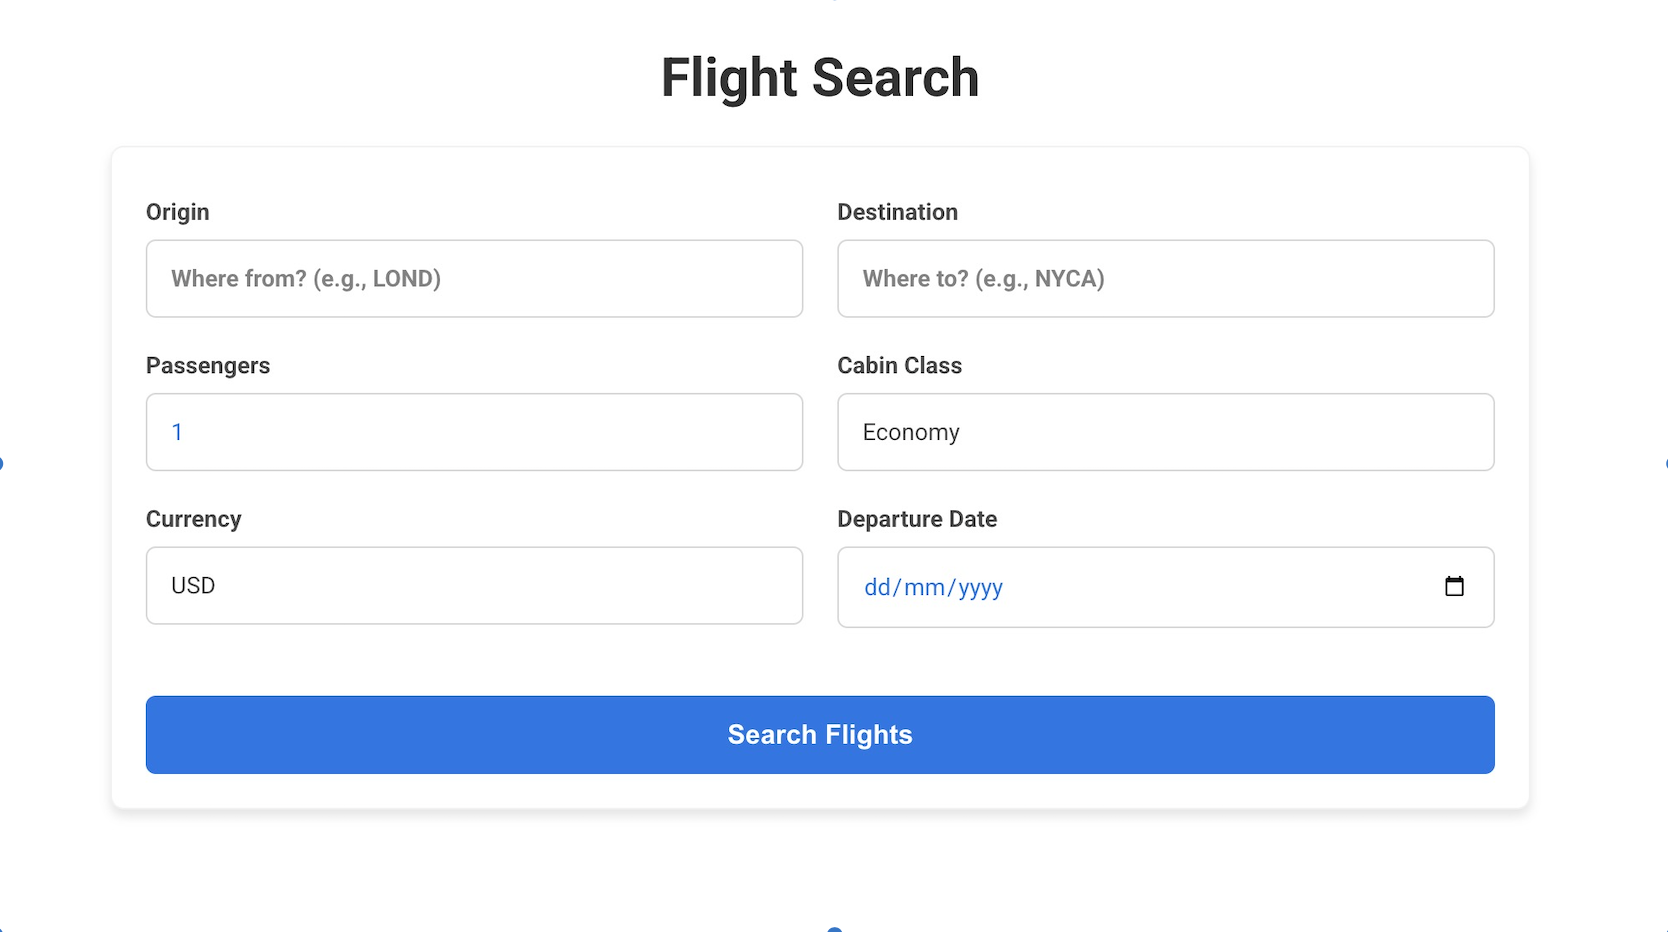 Flight Search
Origin
Destination
Where from? (e.g., LOND)
Where to? (e.g., NYCA)
Passengers
Cabin Class
1
Economy
Currency
Departure Date
USD
dd/mm/yyyy
Search Flights